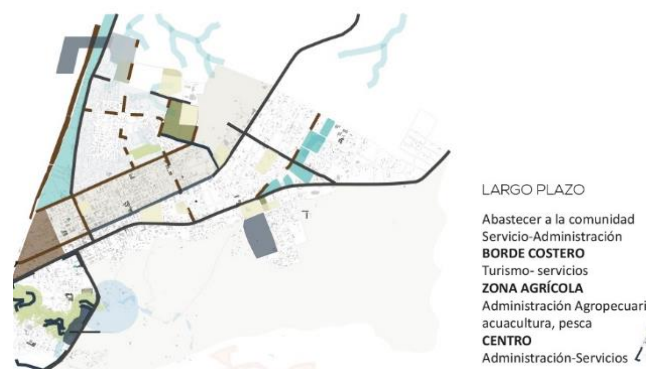 LARGO PLAZO
Abastecer a la comunidad
Servicio-Administración
BORDE COSTERO
Turismo- servicios
ZONA AGRÍCOLA
Administración Agropecuari
acuacultura, pesca
CENTRO
Administración-Servicios